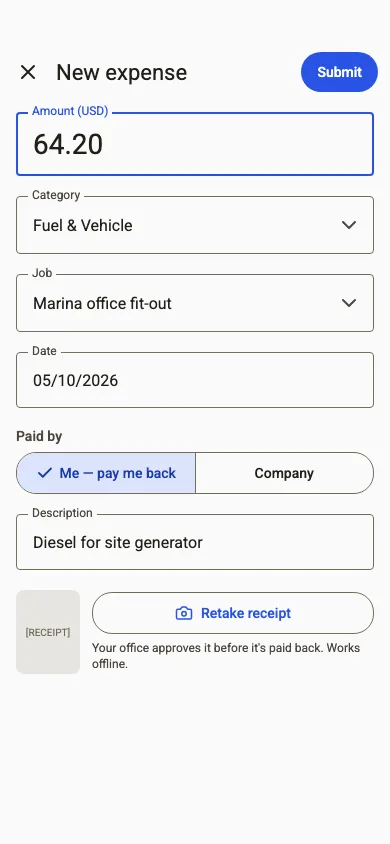 New expense
Submit
Amount (USD)
64.20
Category
Fuel & Vehicle
Job
Marina office fit-out
Date
05/10/2026
Paid by
Me — pay me back
Company
Description
Diesel for site generator
[RECEIPT]
Retake receipt
Your office approves it before it's paid back. Works
offline.